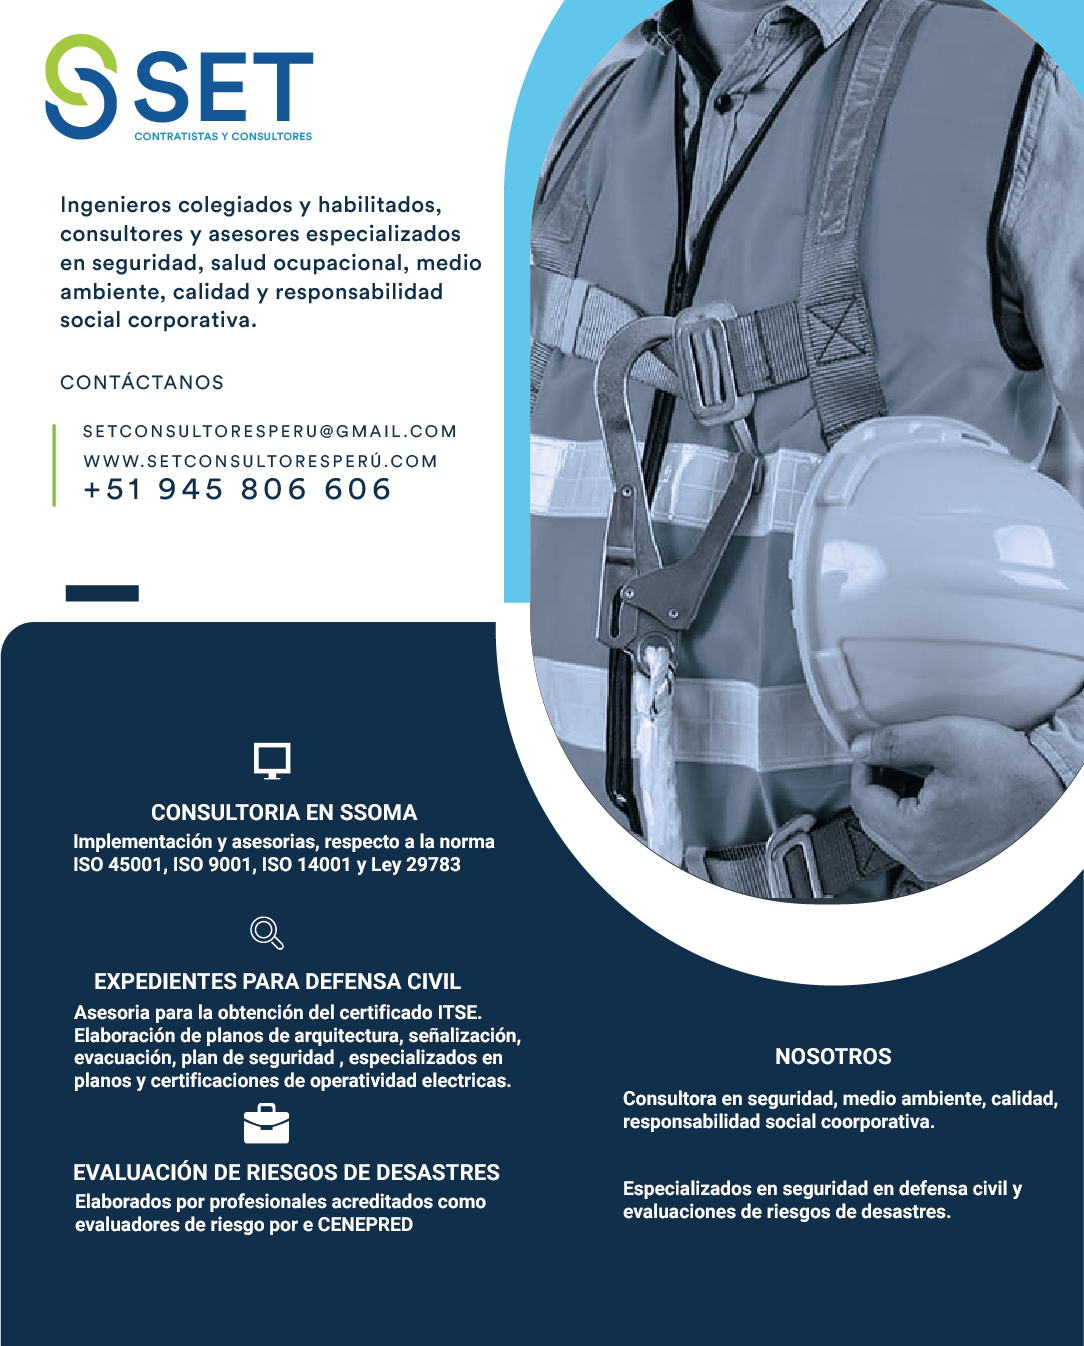 SET
CONTRATISTAS Y CONSULTORES
Ingenieros colegiados y habilitados,
consultores y asesores especializados
en seguridad, salud ocupacional, medio
ambiente, calidad y responsabilidad
social corporativa.
CONTÁCTANOS
SETCONSULTORESPERU@GMAIL.COM
WWW.SETCONSULTORESPERÚ.COM
+51 945 806 606
CONSULTORIA EN SSOMA
Implementación y asesorias, respecto a la norma
ISO 45001, ISO 9001, ISO 14001 y Ley 29783
EXPEDIENTES PARA DEFENSA CIVIL
Asesoria para la obtención del certificado ITSE.
Elaboración de planos de arquitectura, señalización,
evacuación, plan de seguridad , especializados en
planos y certificaciones de operatividad electricas.
EVALUACIÓN DE RIESGOS DE DESASTRES
Elaborados por profesionales acreditados como
evaluadores de riesgo por e CENEPRED
NOSOTROS
Consultora en seguridad, medio ambiente, calidad,
responsabilidad social coorporativa.
Especializados en seguridad en defensa civil y
evaluaciones de riesgos de desastres.